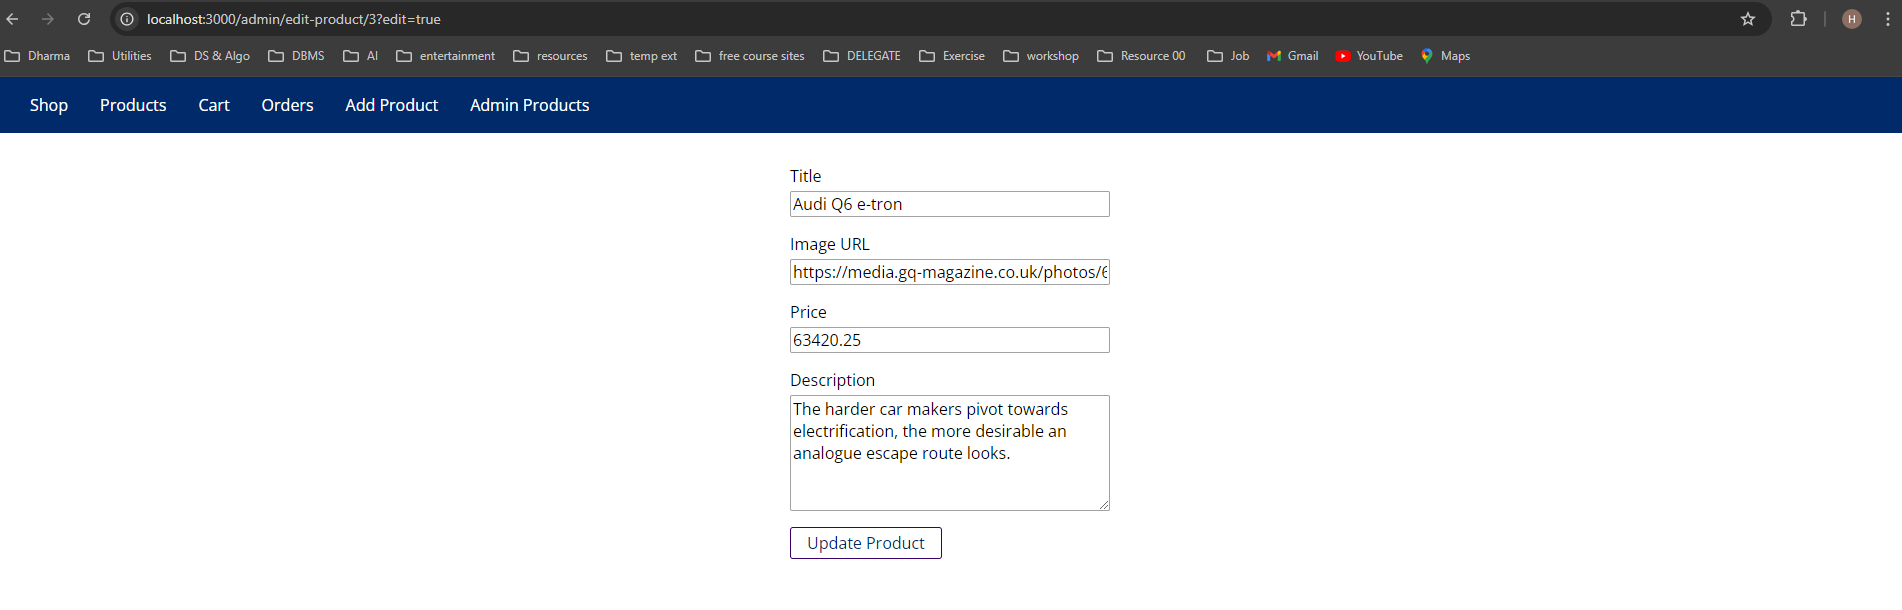 localhost:3000/admin/edit-product/3?edit=true
H
Dharma Utilities DS & Algo DBMS AI entertainment resources temp ext free course sites DELEGATE Exercise workshop Resource 00 Job Gmail YouTube Maps
Shop Products Cart Orders Add Product Admin Products
Title
Audi Q6 e-tron
Image URL
https://media.gq-magazine.co.uk/photos/6
Price
63420.25
Description
The harder car makers pivot towards
electrification, the more desirable an
analogue escape route looks.
Update Product